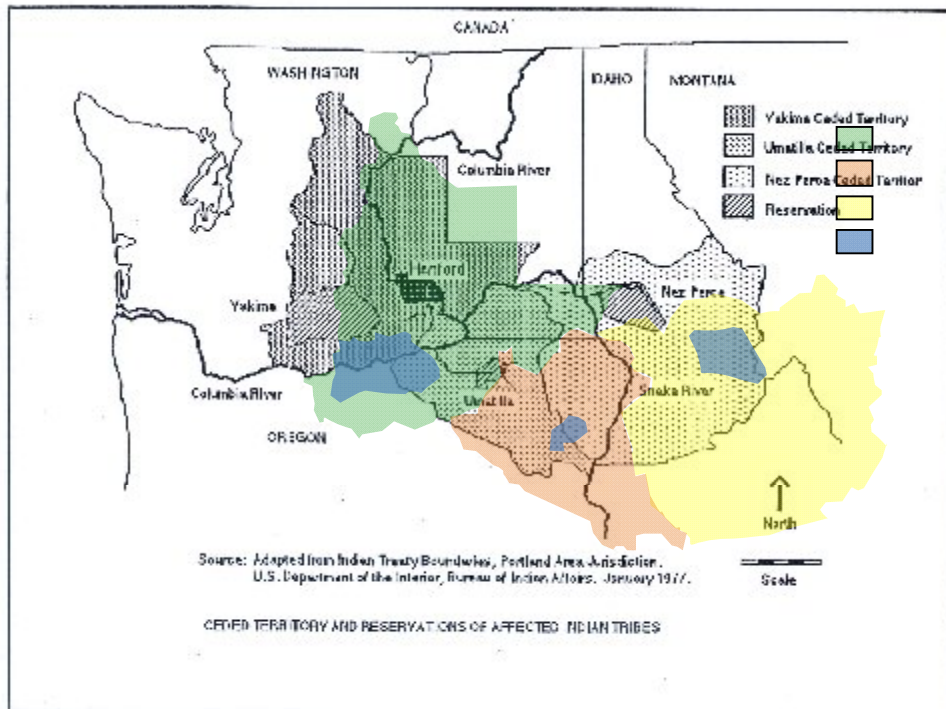 CANADA
WASHINGTON
IDAHO
MONTANA
Yakima Ceded Territory
Umatilla Ceded Territory
Nez Perce Ceded Territor
Reservation
Columbia River
Hanford
Nez Perce
Yakima
Columbia River
Umatilla
Snake River
OREGON
North
Source: Adapted from Indian Treaty Boundaries, Portland Area Jurisdiction.
U.S. Department of the Interior, Bureau of Indian Affairs. January 1977.
Scale
CEDED TERRITORY AND RESERVATIONS OF AFFECTED INDIAN TRIBES